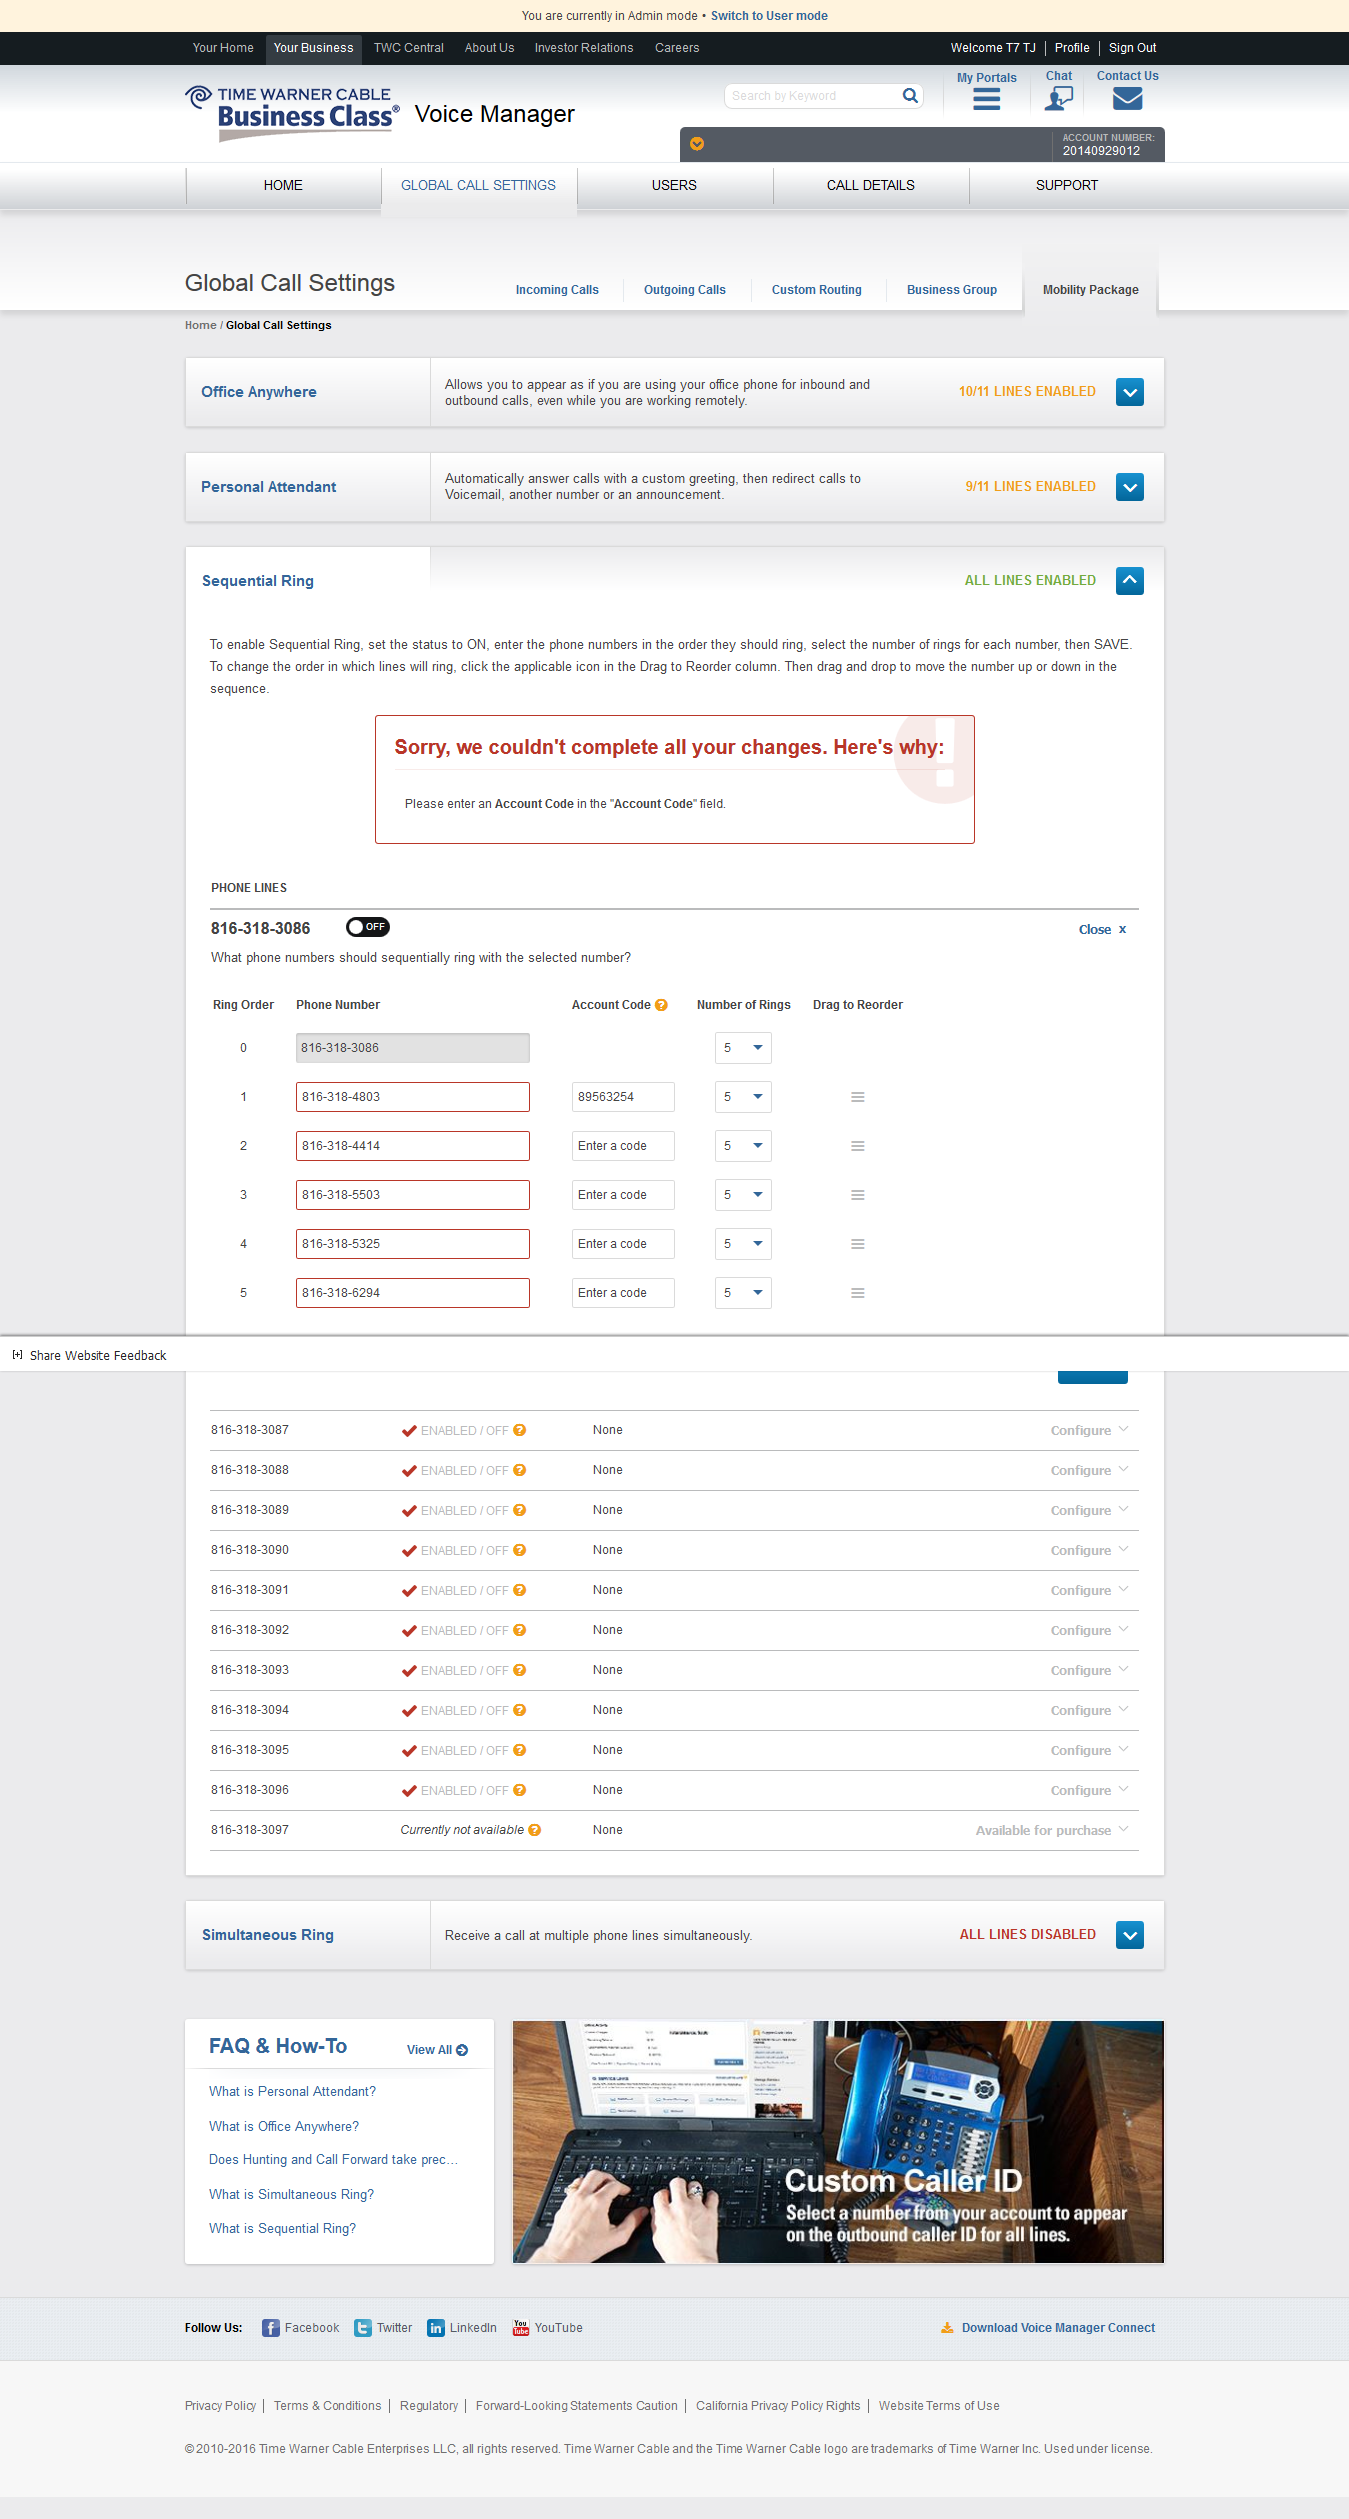 You are currently in Admin mode • Switch to User mode
Your Home Your Business TWC Central About Us Investor Relations Careers Welcome T7 TJ Profile Sign Out
My Portals Chat Contact Us
TIME WARNER CABLE
Business Class® Voice Manager
Search by Keyword
ACCOUNT NUMBER:
20140929012
HOME GLOBAL CALL SETTINGS USERS CALL DETAILS SUPPORT
Global Call Settings
Incoming Calls Outgoing Calls Custom Routing Business Group Mobility Package
Home / Global Call Settings
Office Anywhere
Allows you to appear as if you are using your office phone for inbound and
outbound calls, even while you are working remotely.
10/11 LINES ENABLED
Personal Attendant
Automatically answer calls with a custom greeting, then redirect calls to
Voicemail, another number or an announcement.
9/11 LINES ENABLED
Sequential Ring ALL LINES ENABLED
To enable Sequential Ring, set the status to ON, enter the phone numbers in the order they should ring, select the number of rings for each number, then SAVE.
To change the order in which lines will ring, click the applicable icon in the Drag to Reorder column. Then drag and drop to move the number up or down in the
sequence.
Sorry, we couldn't complete all your changes. Here's why:
Please enter an Account Code in the "Account Code" field.
PHONE LINES
816-318-3086 OFF Close x
What phone numbers should sequentially ring with the selected number?
Ring Order Phone Number Account Code ? Number of Rings Drag to Reorder
0 816-318-3086 5
1 816-318-4803 89563254 5
2 816-318-4414 Enter a code 5
3 816-318-5503 Enter a code 5
4 816-318-5325 Enter a code 5
5 816-318-6294 Enter a code 5
[+] Share Website Feedback
816-318-3087 ENABLED / OFF ? None Configure
816-318-3088 ENABLED / OFF ? None Configure
816-318-3089 ENABLED / OFF ? None Configure
816-318-3090 ENABLED / OFF ? None Configure
816-318-3091 ENABLED / OFF ? None Configure
816-318-3092 ENABLED / OFF ? None Configure
816-318-3093 ENABLED / OFF ? None Configure
816-318-3094 ENABLED / OFF ? None Configure
816-318-3095 ENABLED / OFF ? None Configure
816-318-3096 ENABLED / OFF ? None Configure
816-318-3097 Currently not available ? None Available for purchase
Simultaneous Ring Receive a call at multiple phone lines simultaneously. ALL LINES DISABLED
FAQ & How-To View All
What is Personal Attendant?
What is Office Anywhere?
Does Hunting and Call Forward take prec...
What is Simultaneous Ring?
What is Sequential Ring?
Custom Caller ID
Select a number from your account to appear
on the outbound caller ID for all lines.
Follow Us: Facebook Twitter LinkedIn You Tube YouTube Download Voice Manager Connect
Privacy Policy Terms & Conditions Regulatory Forward-Looking Statements Caution California Privacy Policy Rights Website Terms of Use
© 2010-2016 Time Warner Cable Enterprises LLC, all rights reserved. Time Warner Cable and the Time Warner Cable logo are trademarks of Time Warner Inc. Used under license.